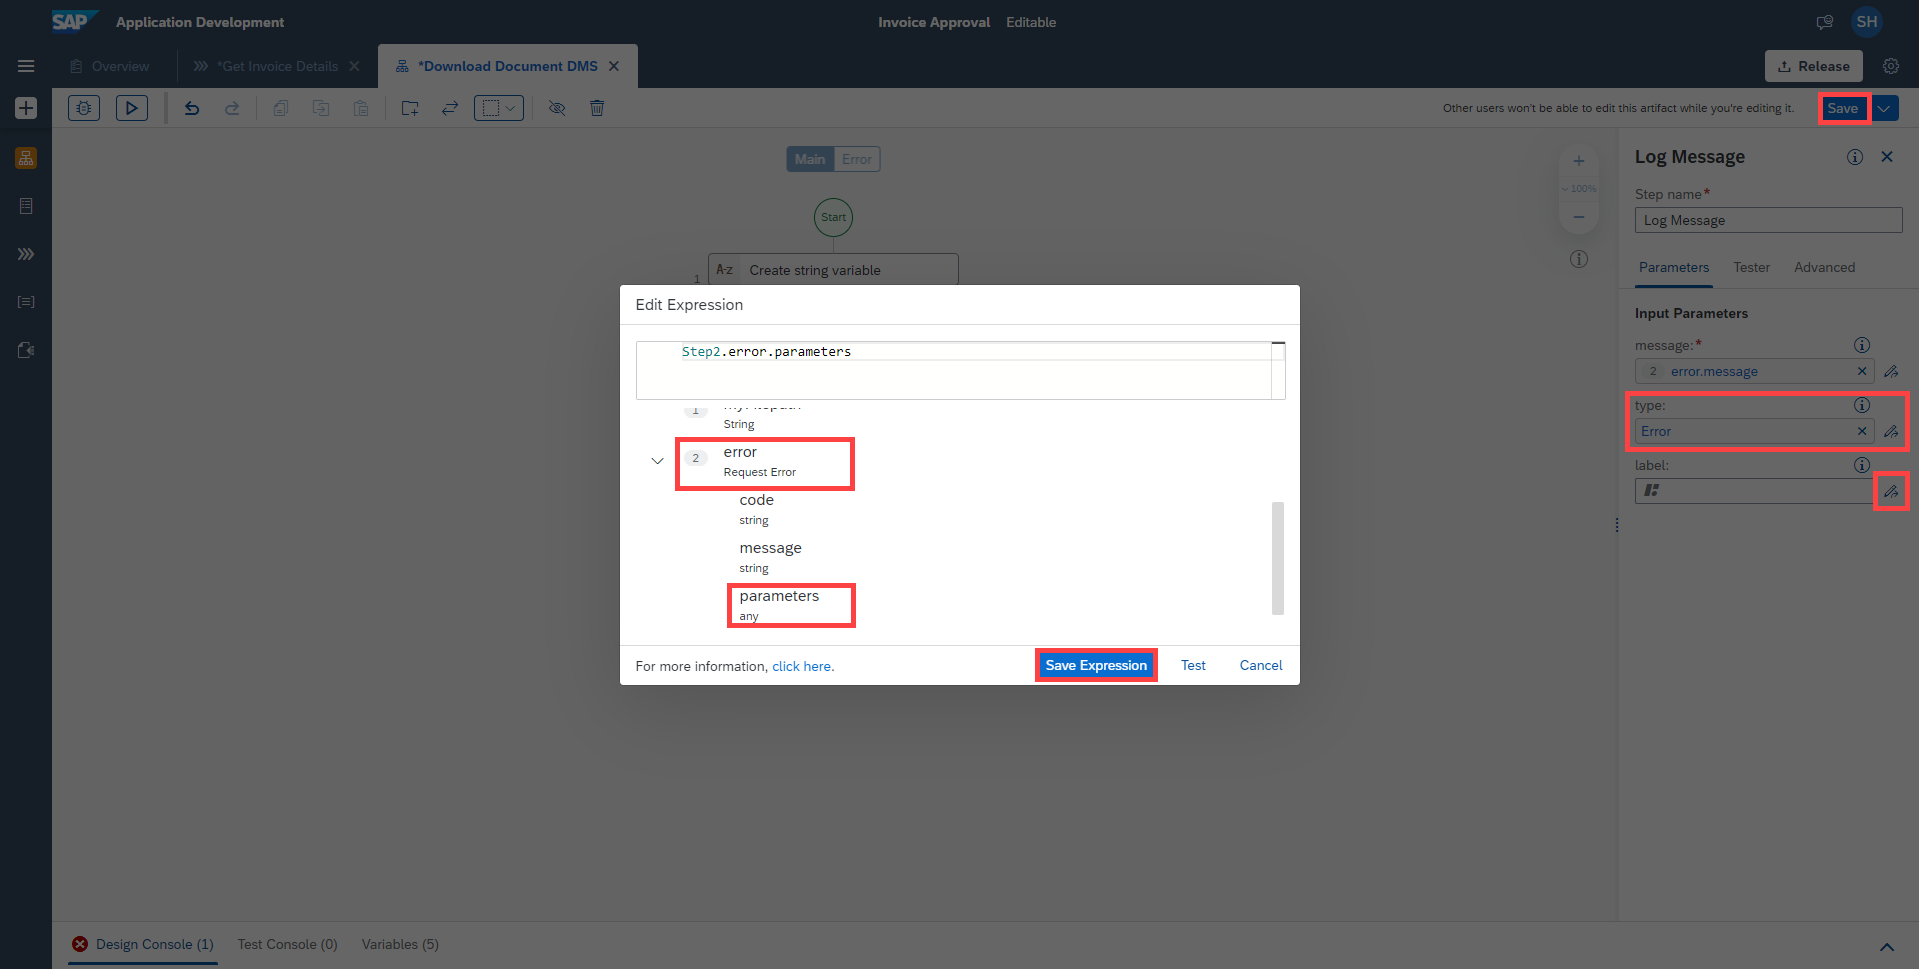 SAP Application Development
Invoice Approval Editable
SH
Overview
*Get Invoice Details
*Download Document DMS
Release
Other users won't be able to edit this artifact while you're editing it.
Save
Main Error
100%
Start
1
A-z Create string variable
Log Message
Step name*
Log Message
Parameters Tester Advanced
Input Parameters
message:*
2 error.message
type:
Error
label:
Edit Expression
Step2.error.parameters
1
String
2 error
Request Error
code
string
message
string
parameters
any
For more information, click here.
Save Expression Test Cancel
Design Console (1) Test Console (0) Variables (5)